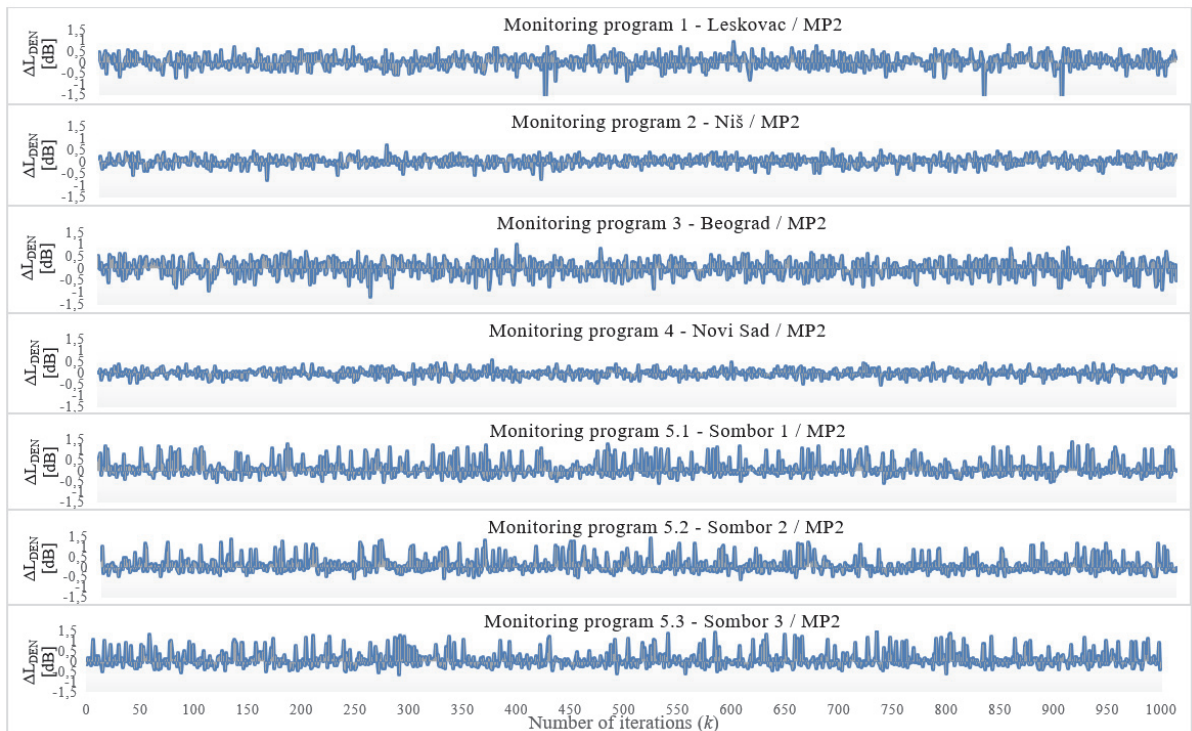 Monitoring program 1 - Leskovac / MP2
ΔL_DEN
[dB]
1,5
1
0.5
0
-0.5
-1
-1,5
Monitoring program 2 - Niš / MP2
ΔL_DEN
[dB]
1,5
1
0.5
0
-0.5
-1
-1,5
Monitoring program 3 - Beograd / MP2
ΔL_DEN
[dB]
1,5
1
0.5
0
-0.5
-1
-1,5
Monitoring program 4 - Novi Sad / MP2
ΔL_DEN
[dB]
1,5
1
0.5
0
-0.5
-1
-1,5
Monitoring program 5.1 - Sombor 1 / MP2
ΔL_DEN
[dB]
1,5
1
0.5
0
-0.5
-1
-1,5
Monitoring program 5.2 - Sombor 2 / MP2
ΔL_DEN
[dB]
1,5
1
0.5
0
-0.5
-1
-1,5
Monitoring program 5.3 - Sombor 3 / MP2
ΔL_DEN
[dB]
1,5
1
0.5
0
-0.5
-1
-1,5
0 50 100 150 200 250 300 350 400 450 500 550 600 650 700 750 800 850 900 950 1000
Number of iterations (k)